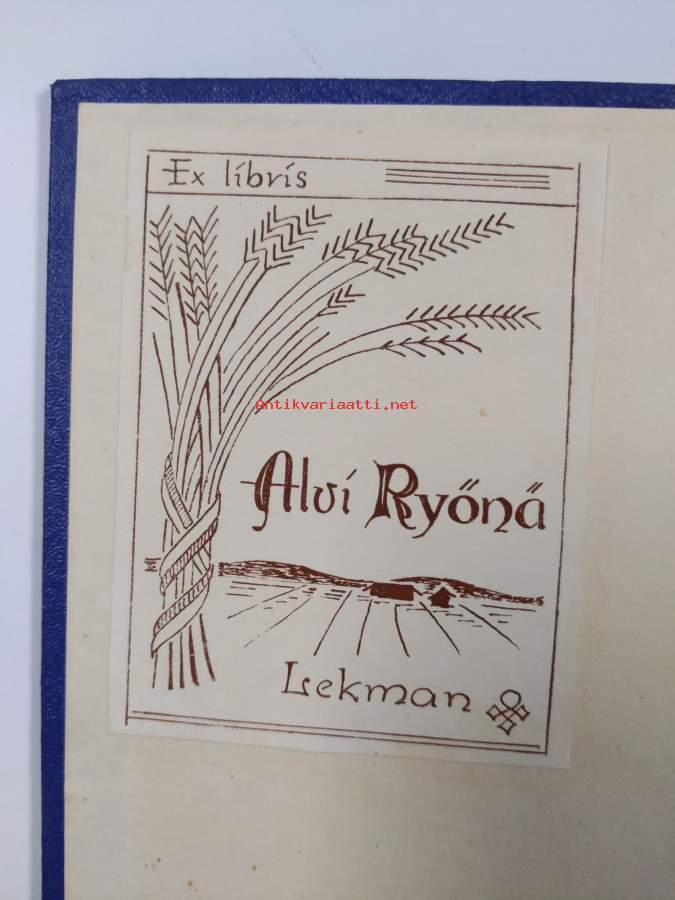 Ex libris
Antikvariaatti.net
Alvi Ryönä
Lekman